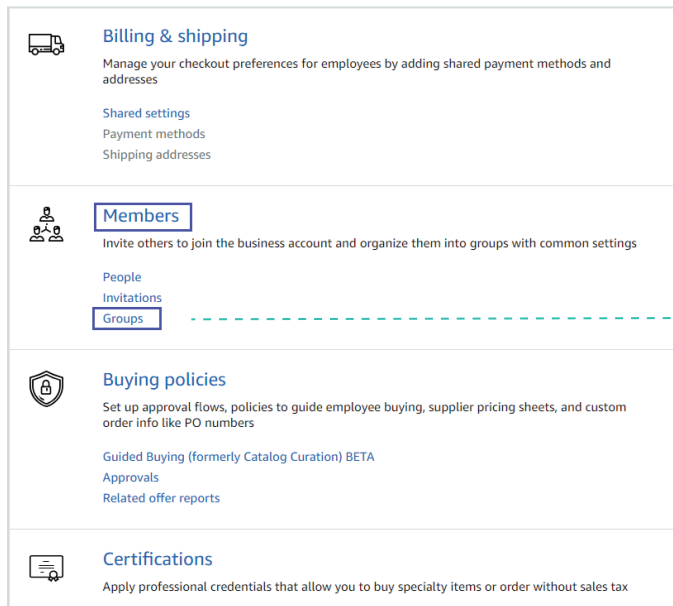 Billing & shipping
Manage your checkout preferences for employees by adding shared payment methods and
addresses
Shared settings
Payment methods
Shipping addresses
Members
Invite others to join the business account and organize them into groups with common settings
People
Invitations
Groups
Buying policies
Set up approval flows, policies to guide employee buying, supplier pricing sheets, and custom
order info like PO numbers
Guided Buying (formerly Catalog Curation) BETA
Approvals
Related offer reports
Certifications
Apply professional credentials that allow you to buy specialty items or order without sales tax